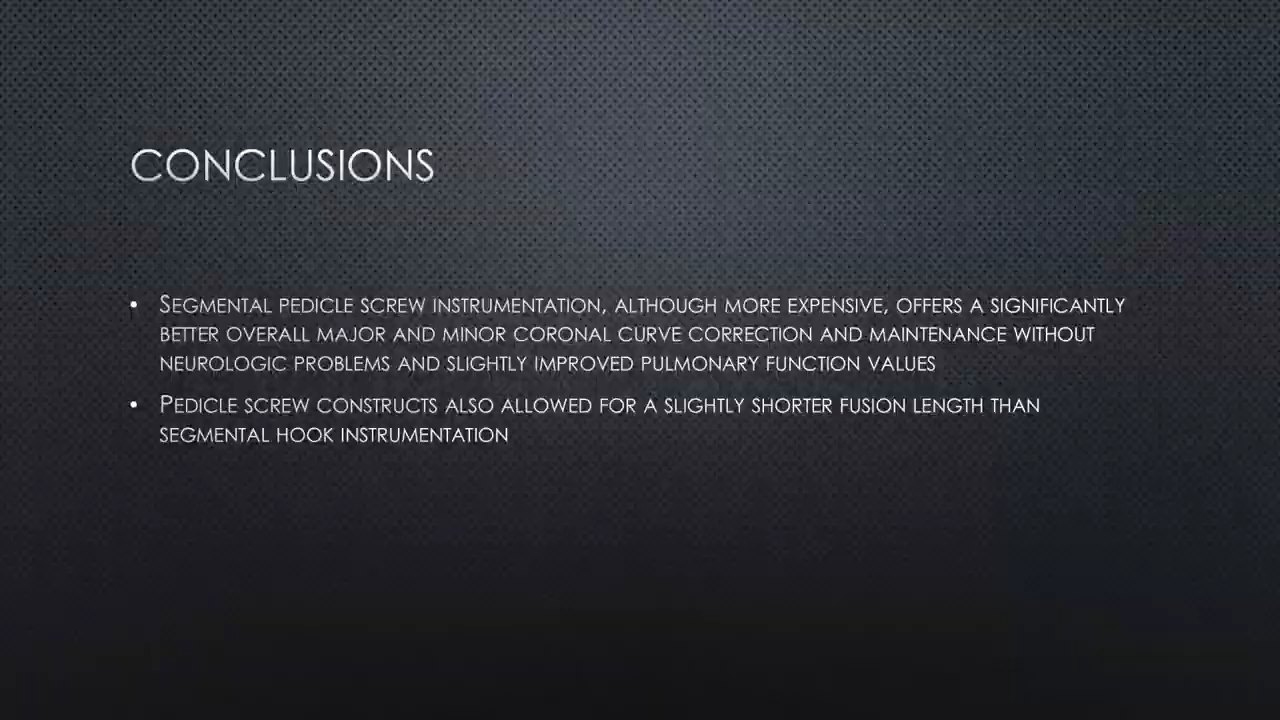 CONCLUSIONS
• SEGMENTAL PEDICLE SCREW INSTRUMENTATION, ALTHOUGH MORE EXPENSIVE, OFFERS A SIGNIFICANTLY
BETTER OVERALL MAJOR AND MINOR CORONAL CURVE CORRECTION AND MAINTENANCE WITHOUT
NEUROLOGIC PROBLEMS AND SLIGHTLY IMPROVED PULMONARY FUNCTION VALUES
• PEDICLE SCREW CONSTRUCTS ALSO ALLOWED FOR A SLIGHTLY SHORTER FUSION LENGTH THAN
SEGMENTAL HOOK INSTRUMENTATION